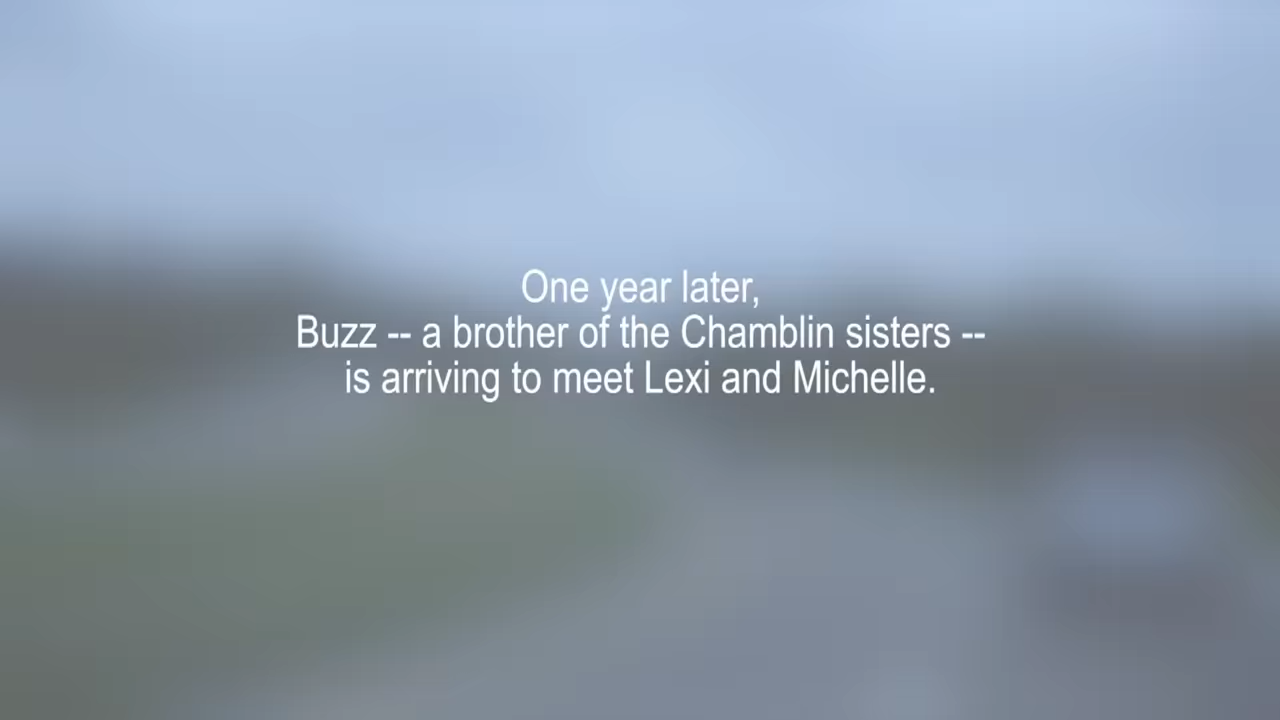 One year later,
Buzz -- a brother of the Chamblin sisters --
is arriving to meet Lexi and Michelle.